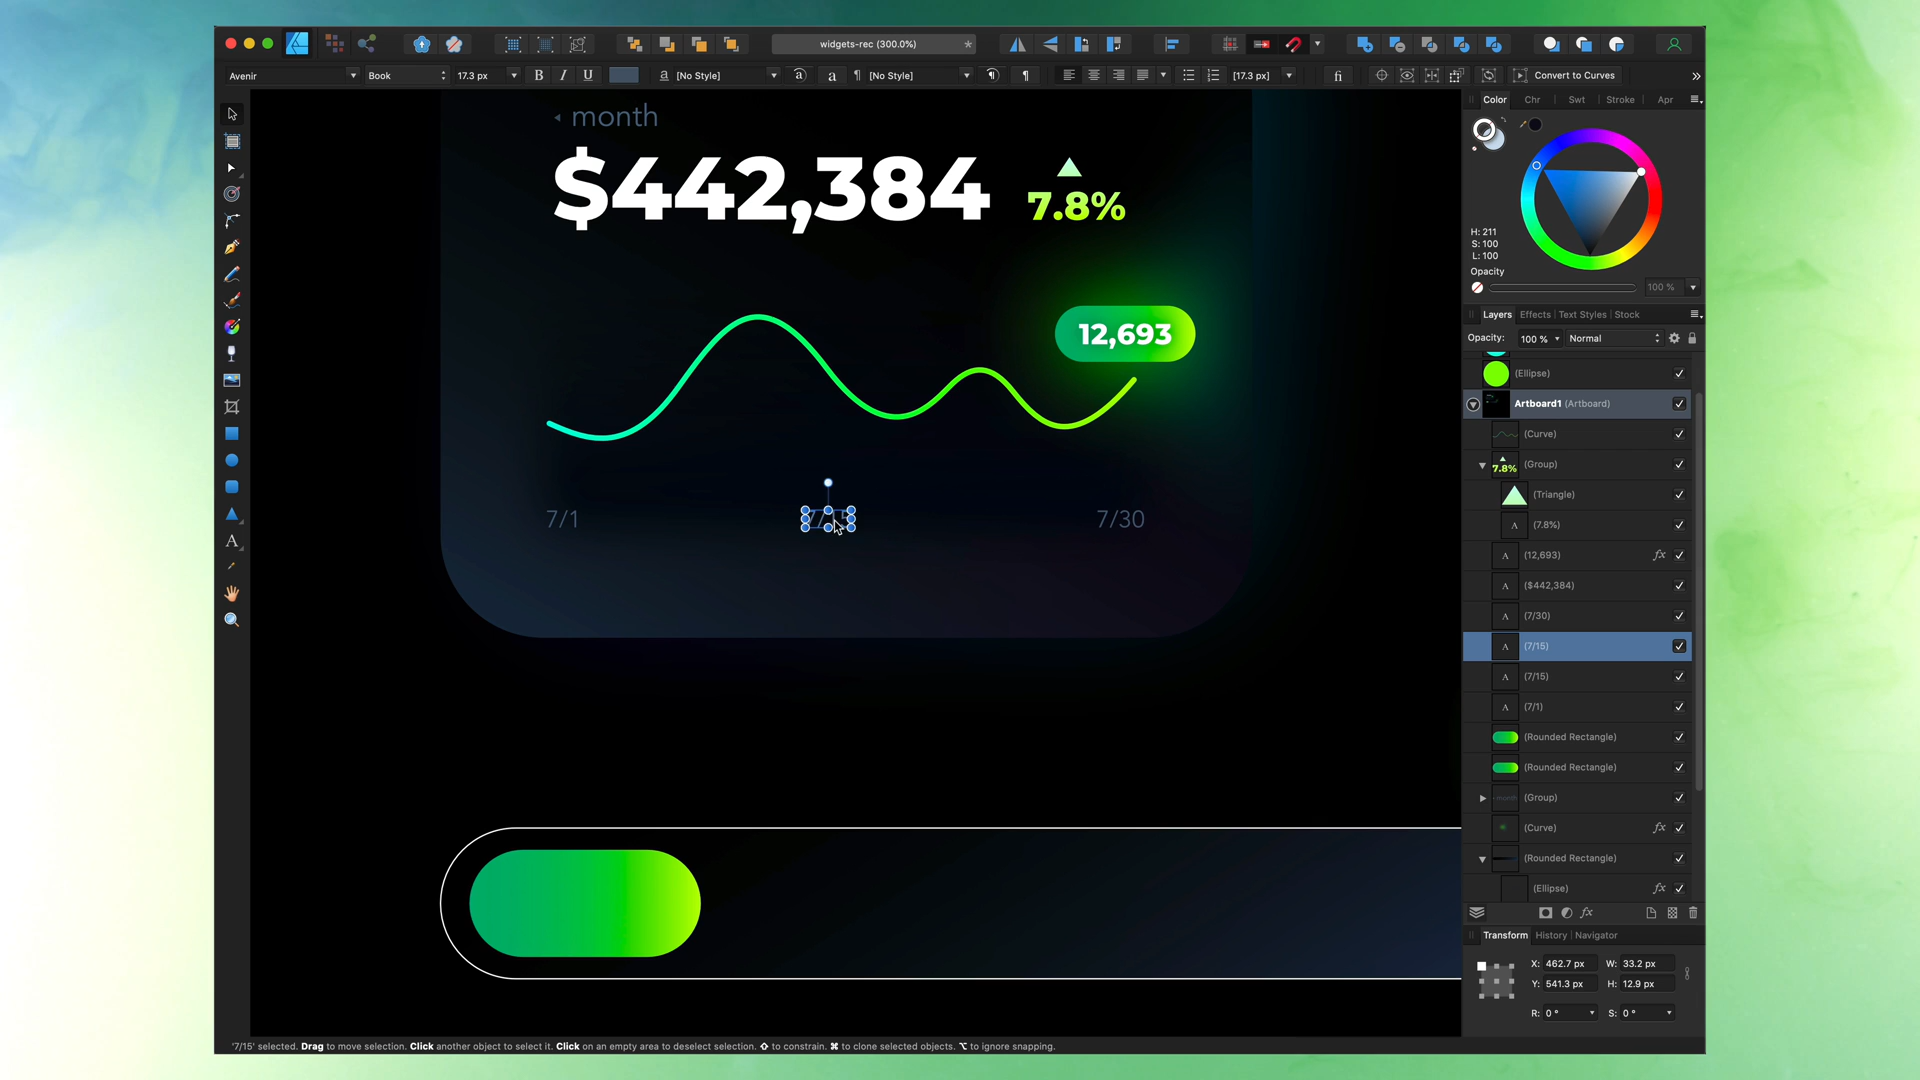 widgets-rec (300.0%)
*
Avenir
Book
17.3 px
B
I
U
a
[No Style]
a
a
¶
[No Style]
¶
¶
[17.3 px]
fi
Convert to Curves
»
month
$442,384
7.8%
12,693
7/1
7/30
Color
Chr
Swt
Stroke
Apr
H: 211
S: 100
L: 100
Opacity
100 %
Layers
Effects
Text Styles
Stock
Opacity:
100 %
Normal
(Ellipse)
Artboard1 (Artboard)
(Curve)
7.8%
(Group)
(Triangle)
A
(7.8%)
A
(12,693)
fx
A
($442,384)
A
(7/30)
A
(7/15)
A
(7/15)
A
(7/1)
(Rounded Rectangle)
(Rounded Rectangle)
month
(Group)
(Curve)
fx
(Rounded Rectangle)
(Ellipse)
fx
fx
Transform
History
Navigator
X: 462.7 px
W: 33.2 px
Y: 541.3 px
H: 12.9 px
R: 0 °
S: 0 °
A
'7/15' selected. Drag to move selection. Click another object to select it. Click on an empty area to deselect selection. ⇧ to constrain. ⌘ to clone selected objects. ⌥ to ignore snapping.